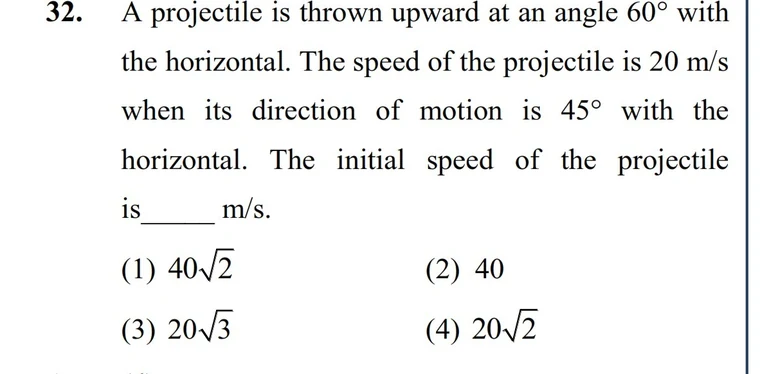 32. A projectile is thrown upward at an angle 60° with
the horizontal. The speed of the projectile is 20 m/s
when its direction of motion is 45° with the
horizontal. The initial speed of the projectile
is_____ m/s.
(1) 40√2 (2) 40
(3) 20√3 (4) 20√2